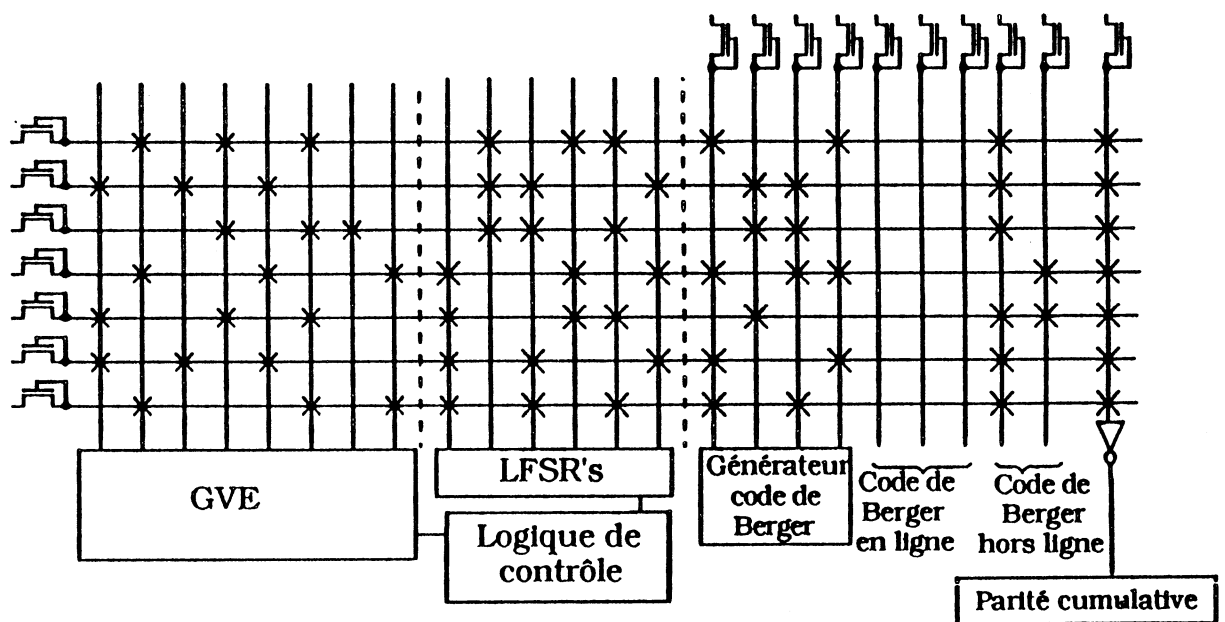 GVE
LFSR's
Logique de
contrôle
Générateur
code de
Berger
Code de
Berger
en ligne
Code de
Berger
hors ligne
Parité cumulative